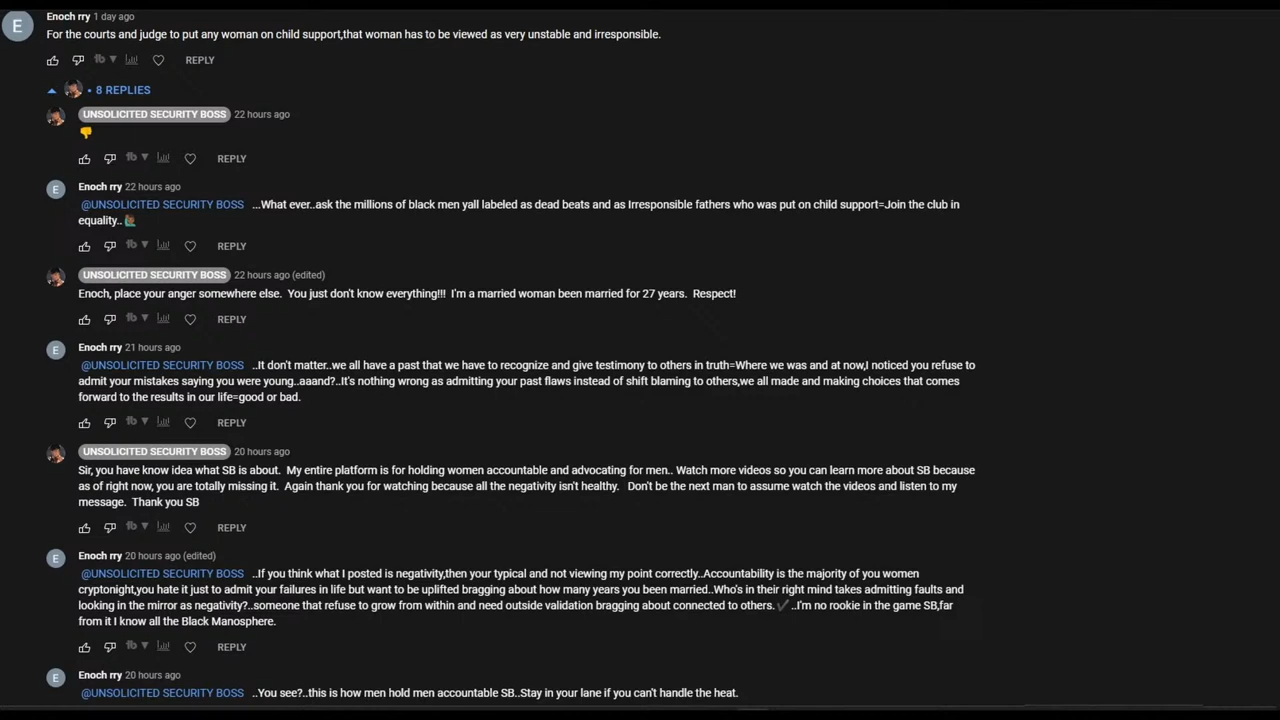 Enoch rry 1 day ago
For the courts and judge to put any woman on child support,that woman has to be viewed as very unstable and irresponsible.
REPLY
8 REPLIES
UNSOLICITED SECURITY BOSS 22 hours ago
👎
REPLY
Enoch rry 22 hours ago
@UNSOLICITED SECURITY BOSS ...What ever..ask the millions of black men yall labeled as dead beats and as Irresponsible fathers who was put on child support=Join the club in
equality..
REPLY
UNSOLICITED SECURITY BOSS 22 hours ago (edited)
Enoch, place your anger somewhere else. You just don't know everything!!! I'm a married woman been married for 27 years. Respect!
REPLY
Enoch rry 21 hours ago
@UNSOLICITED SECURITY BOSS ..It don't matter..we all have a past that we have to recognize and give testimony to others in truth=Where we was and at now,I noticed you refuse to
admit your mistakes saying you were young..aaand?..It's nothing wrong as admitting your past flaws instead of shift blaming to others,we all made and making choices that comes
forward to the results in our life=good or bad.
REPLY
UNSOLICITED SECURITY BOSS 20 hours ago
Sir, you have know idea what SB is about. My entire platform is for holding women accountable and advocating for men.. Watch more videos so you can learn more about SB because
as of right now, you are totally missing it. Again thank you for watching because all the negativity isn't healthy. Don't be the next man to assume watch the videos and listen to my
message. Thank you SB
REPLY
Enoch rry 20 hours ago (edited)
@UNSOLICITED SECURITY BOSS ..If you think what I posted is negativity,then your typical and not viewing my point correctly..Accountability is the majority of you women
cryptonight,you hate it just to admit your failures in life but want to be uplifted bragging about how many years you been married..Who's in their right mind takes admitting faults and
looking in the mirror as negativity?..someone that refuse to grow from within and need outside validation bragging about connected to others.✔..I'm no rookie in the game SB,far
from it I know all the Black Manosphere.
REPLY
Enoch rry 20 hours ago
@UNSOLICITED SECURITY BOSS ..You see?..this is how men hold men accountable SB..Stay in your lane if you can't handle the heat.